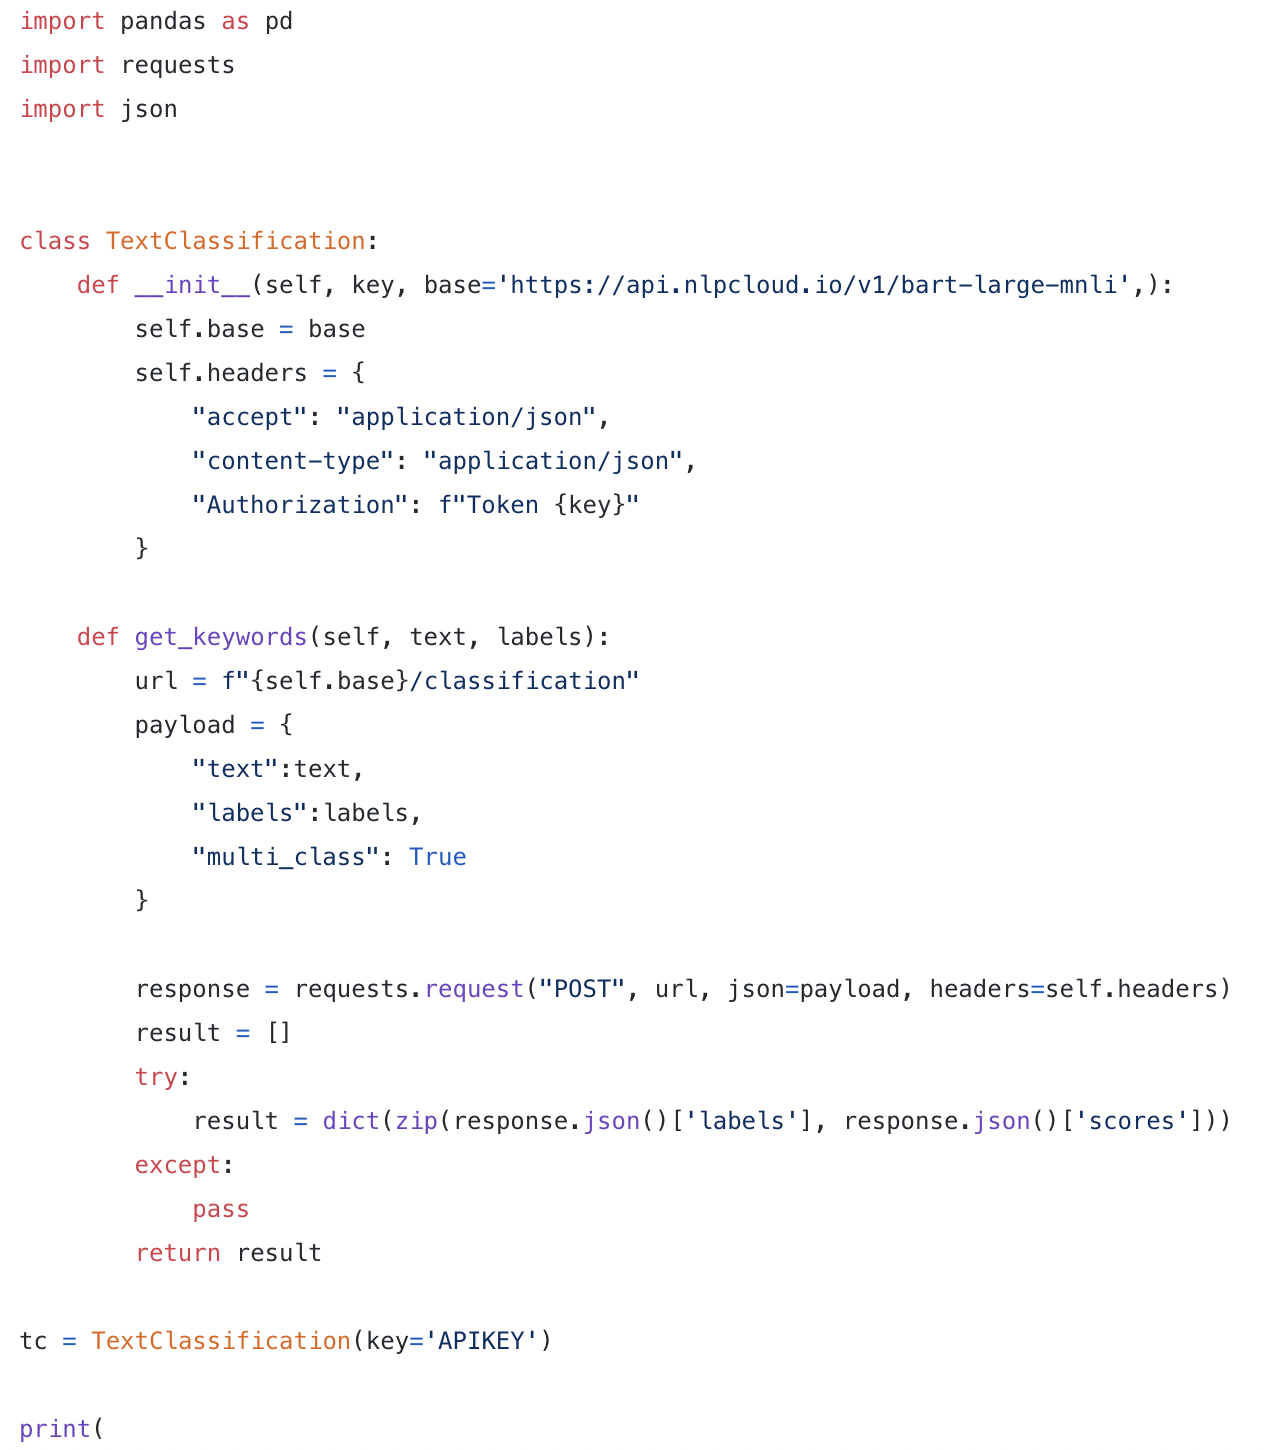 import pandas as pd
import requests
import json
class TextClassification:
    def __init__(self, key, base='https://api.nlpcloud.io/v1/bart-large-mnli',):
        self.base = base
        self.headers = {
            "accept": "application/json",
            "content-type": "application/json",
            "Authorization": f"Token {key}"
        }
    def get_keywords(self, text, labels):
        url = f"{self.base}/classification"
        payload = {
            "text":text,
            "labels":labels,
            "multi_class": True
        }
        response = requests.request("POST", url, json=payload, headers=self.headers)
        result = []
        try:
            result = dict(zip(response.json()['labels'], response.json()['scores']))
        except:
            pass
        return result
tc = TextClassification(key='APIKEY')
print(